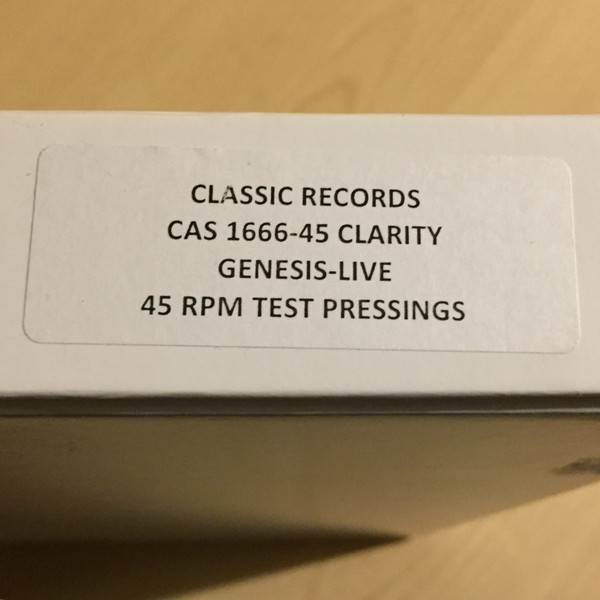 CLASSIC RECORDS
CAS 1666-45 CLARITY
GENESIS-LIVE
45 RPM TEST PRESSINGS